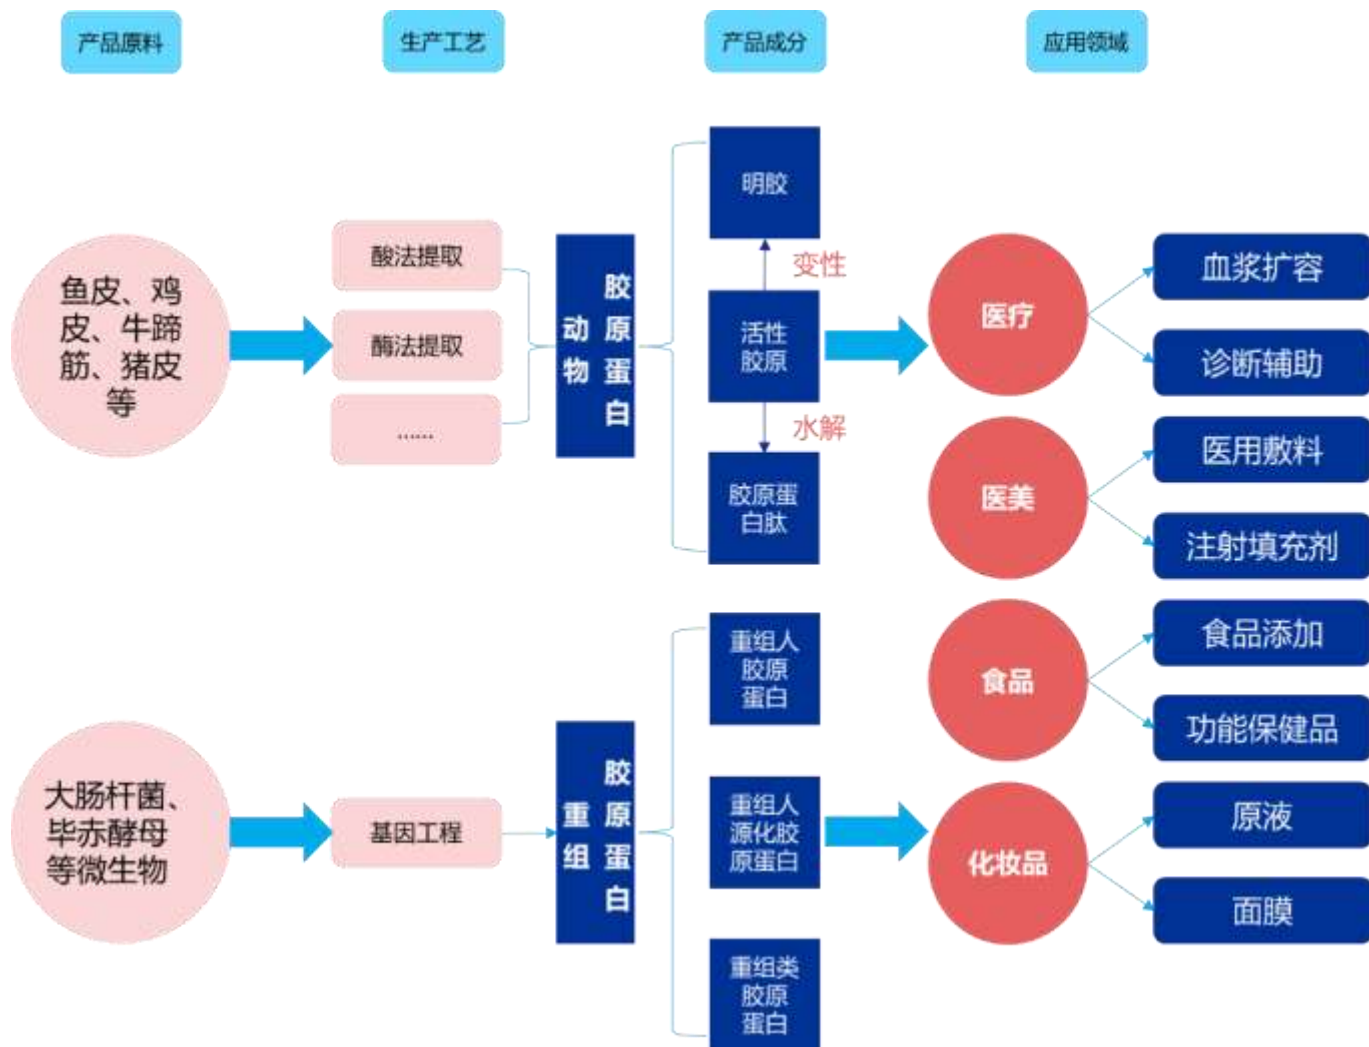 产品原料
生产工艺
产品成分
应用领域
鱼皮、鸡
皮、牛蹄
筋、猪皮
等
酸法提取
酶法提取
……
动物
胶原蛋白
明胶
变性
活性
胶原
水解
胶原蛋
白肽
医疗
血浆扩容
诊断辅助
医美
医用敷料
注射填充剂
食品
食品添加
功能保健品
大肠杆菌、
毕赤酵母
等微生物
基因工程
重组
胶原蛋白
重组人
胶原
蛋白
重组人
源化胶
原蛋白
重组类
胶原
蛋白
化妆品
原液
面膜